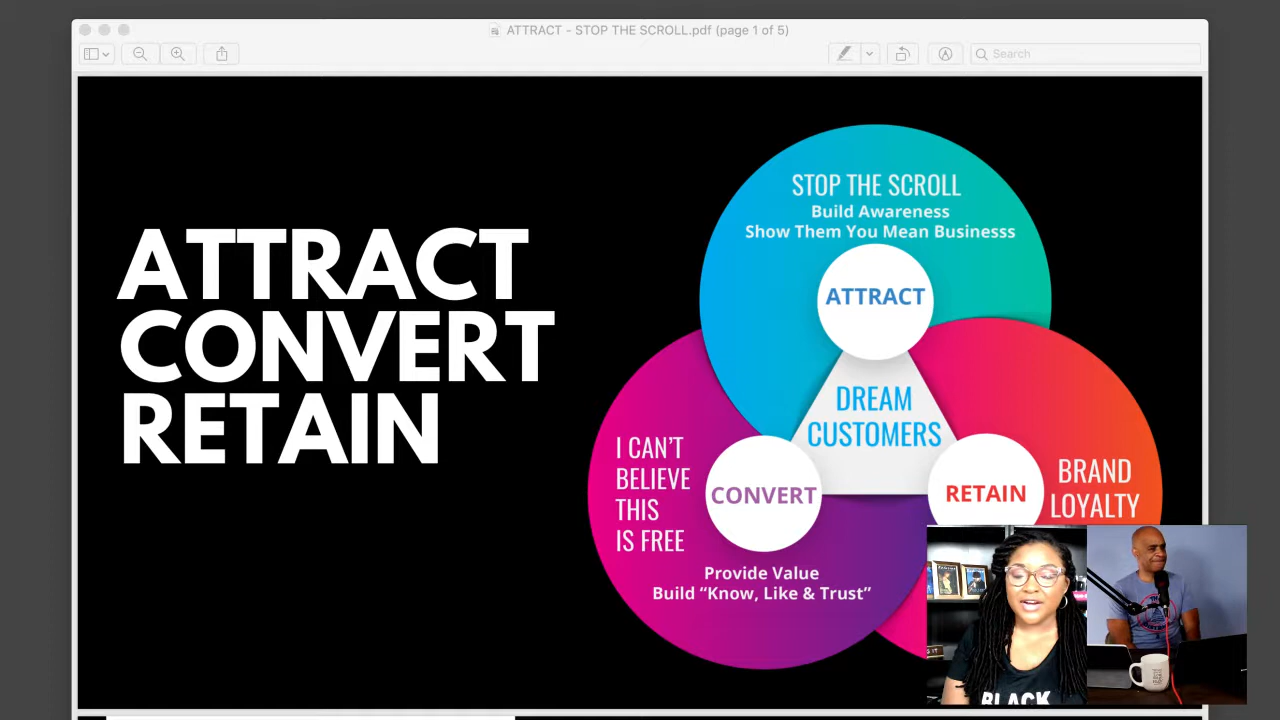 ATTRACT - STOP THE SCROLL.pdf (page 1 of 5)
Search
ATTRACT
CONVERT
RETAIN
STOP THE SCROLL
Build Awareness
Show Them You Mean Businesss
ATTRACT
DREAM
CUSTOMERS
I CAN'T
BELIEVE
THIS
IS FREE
CONVERT
Provide Value
Build “Know, Like & Trust”
RETAIN
BRAND
LOYALTY
BLACK